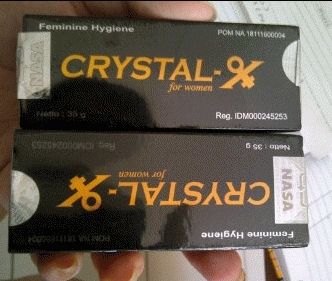 Feminine Hygiene
POM NA 18111600004
CRYSTAL-X
for women
NASA
Netto : 35 g
Reg. IDM000245253
Netto : 35 g
Reg. IDM000245253
for women
CRYSTAL-X
NASA
Feminine Hygiene